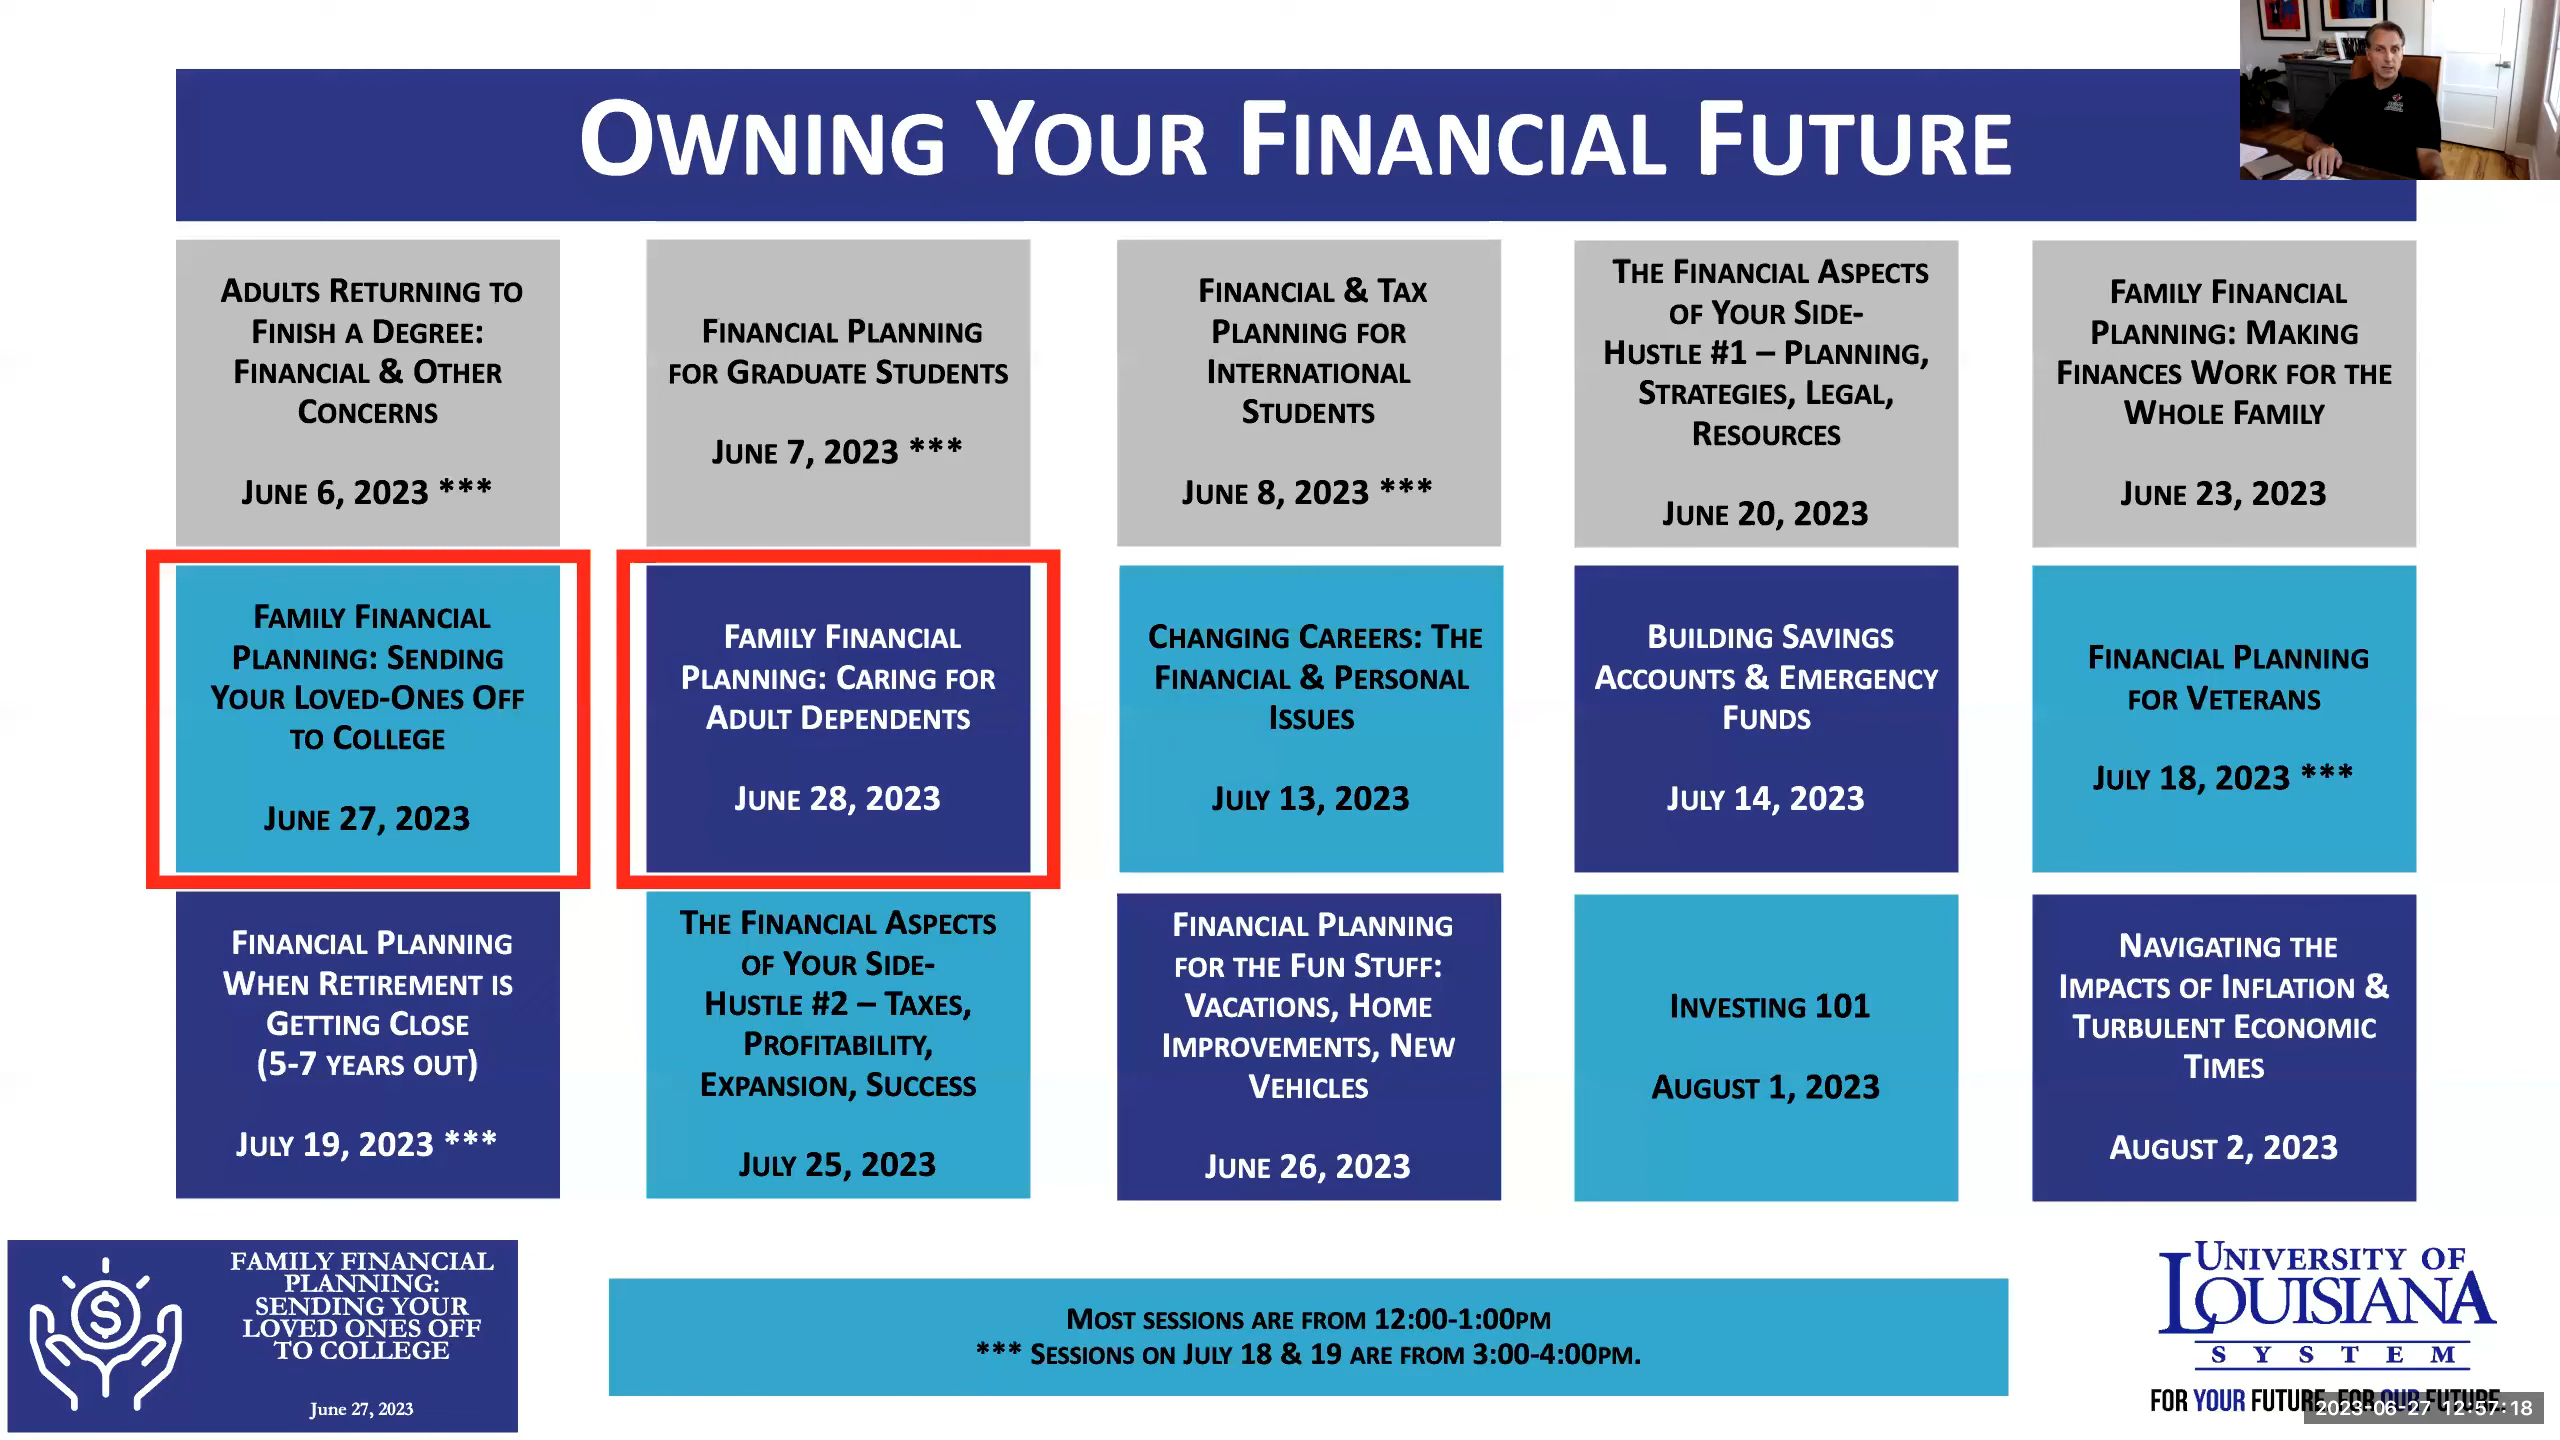 OWNING YOUR FINANCIAL FUTURE
ADULTS RETURNING TO
FINISH A DEGREE:
FINANCIAL & OTHER
CONCERNS
JUNE 6, 2023 ***
FINANCIAL PLANNING
FOR GRADUATE STUDENTS
JUNE 7, 2023 ***
FINANCIAL & TAX
PLANNING FOR
INTERNATIONAL
STUDENTS
JUNE 8, 2023 ***
THE FINANCIAL ASPECTS
OF YOUR SIDE-
HUSTLE #1 – PLANNING,
STRATEGIES, LEGAL,
RESOURCES
JUNE 20, 2023
FAMILY FINANCIAL
PLANNING: MAKING
FINANCES WORK FOR THE
WHOLE FAMILY
JUNE 23, 2023
FAMILY FINANCIAL
PLANNING: SENDING
YOUR LOVED-ONES OFF
TO COLLEGE
JUNE 27, 2023
FAMILY FINANCIAL
PLANNING: CARING FOR
ADULT DEPENDENTS
JUNE 28, 2023
CHANGING CAREERS: THE
FINANCIAL & PERSONAL
ISSUES
JULY 13, 2023
BUILDING SAVINGS
ACCOUNTS & EMERGENCY
FUNDS
JULY 14, 2023
FINANCIAL PLANNING
FOR VETERANS
JULY 18, 2023 ***
FINANCIAL PLANNING
WHEN RETIREMENT IS
GETTING CLOSE
(5-7 YEARS OUT)
JULY 19, 2023 ***
THE FINANCIAL ASPECTS
OF YOUR SIDE-
HUSTLE #2 – TAXES,
PROFITABILITY,
EXPANSION, SUCCESS
JULY 25, 2023
FINANCIAL PLANNING
FOR THE FUN STUFF:
VACATIONS, HOME
IMPROVEMENTS, NEW
VEHICLES
JUNE 26, 2023
INVESTING 101
AUGUST 1, 2023
NAVIGATING THE
IMPACTS OF INFLATION &
TURBULENT ECONOMIC
TIMES
AUGUST 2, 2023
FAMILY FINANCIAL
PLANNING:
SENDING YOUR
LOVED ONES OFF
TO COLLEGE
June 27, 2023
MOST SESSIONS ARE FROM 12:00-1:00PM
*** SESSIONS ON JULY 18 & 19 ARE FROM 3:00-4:00PM.
UNIVERSITY OF
LOUISIANA
SYSTEM
FOR YOUR FUTURE. FOR OUR FUTURE.
2023-06-27 12:57:18